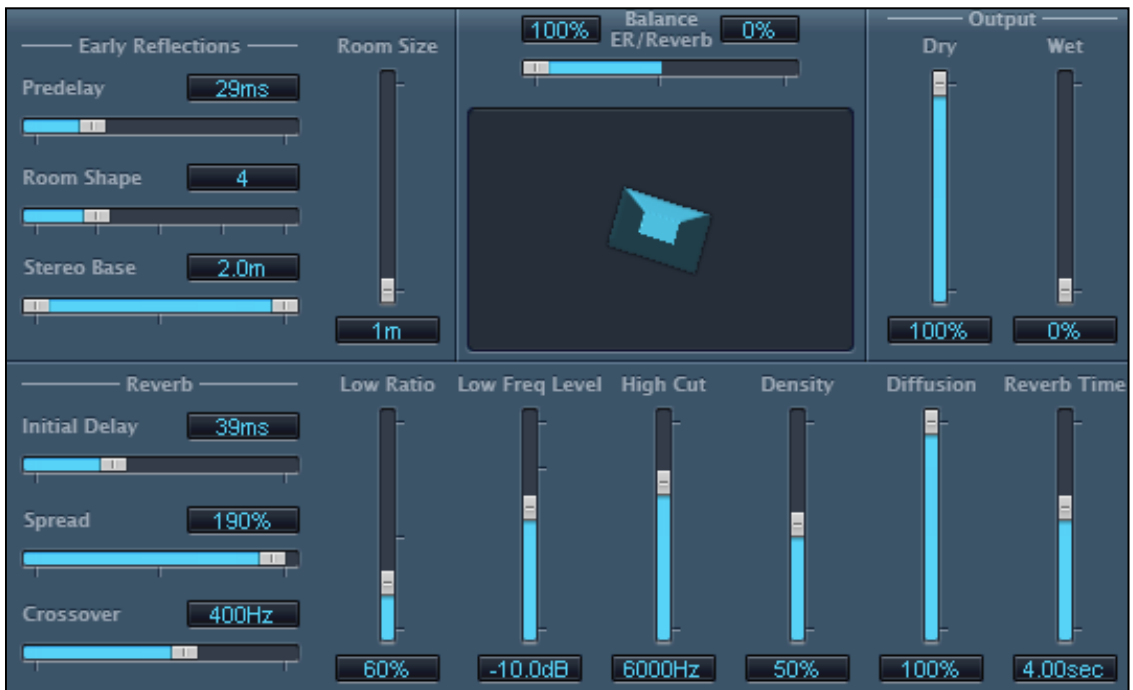 Early Reflections
Predelay 29ms
Room Shape 4
Stereo Base 2.0m
Room Size
1m
100% Balance ER/Reverb 0%
Output
Dry Wet
100% 0%
Reverb
Initial Delay 39ms
Spread 190%
Crossover 400Hz
Low Ratio Low Freq Level High Cut Density Diffusion Reverb Time
60% -10.0dB 6000Hz 50% 100% 4.00sec